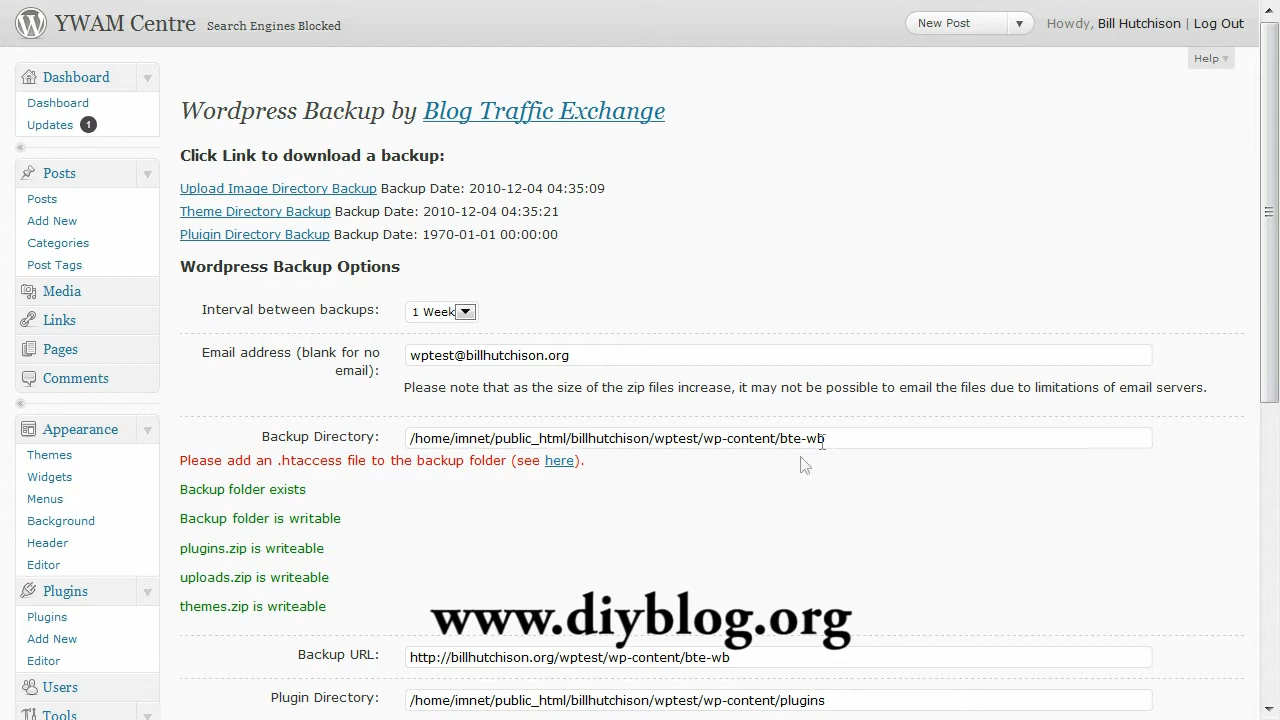 YWAM Centre Search Engines Blocked New Post Howdy, Bill Hutchison | Log Out
Help
Dashboard
Dashboard
Updates 1
Posts
Posts
Add New
Categories
Post Tags
Media
Links
Pages
Comments
Appearance
Themes
Widgets
Menus
Background
Header
Editor
Plugins
Plugins
Add New
Editor
Users
Tools
Wordpress Backup by Blog Traffic Exchange
Click Link to download a backup:
Upload Image Directory Backup Backup Date: 2010-12-04 04:35:09
Theme Directory Backup Backup Date: 2010-12-04 04:35:21
Pluigin Directory Backup Backup Date: 1970-01-01 00:00:00
Wordpress Backup Options
Interval between backups: 1 Week
Email address (blank for no
email): wptest@billhutchison.org
Please note that as the size of the zip files increase, it may not be possible to email the files due to limitations of email servers.
Backup Directory: /home/imnet/public_html/billhutchison/wptest/wp-content/bte-wb
Please add an .htaccess file to the backup folder (see here).
Backup folder exists
Backup folder is writable
plugins.zip is writeable
uploads.zip is writeable
themes.zip is writeable
www.diyblog.org
Backup URL: http://billhutchison.org/wptest/wp-content/bte-wb
Plugin Directory: /home/imnet/public_html/billhutchison/wptest/wp-content/plugins